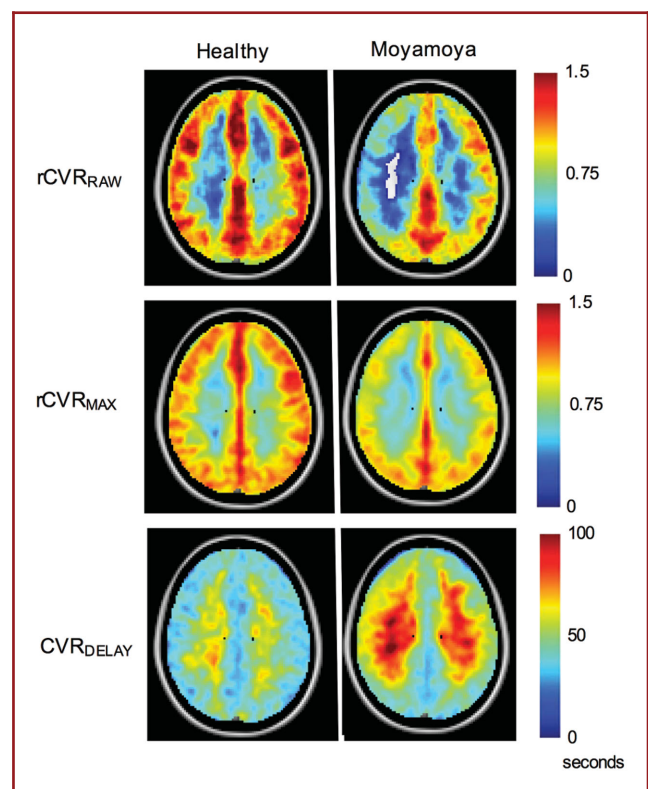 Healthy Moyamoya
rCVRRAW
1.5
0.75
0
rCVRMAX
1.5
0.75
0
CVRDELAY
100
50
0
seconds